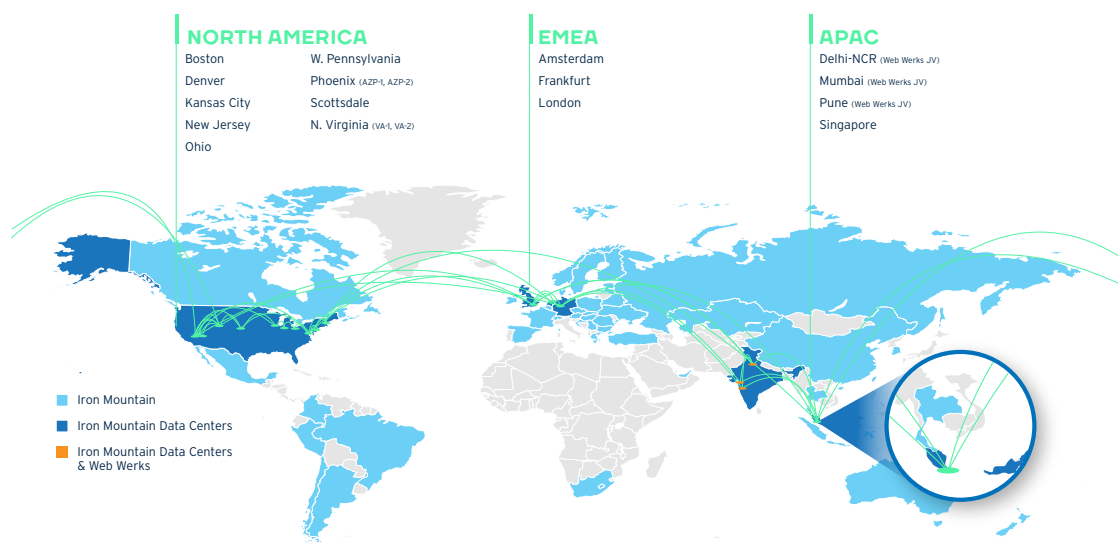 NORTH AMERICA
Boston
Denver
Kansas City
New Jersey
Ohio
W. Pennsylvania
Phoenix (AZP-1, AZP-2)
Scottsdale
N. Virginia (VA-1, VA-2)
EMEA
Amsterdam
Frankfurt
London
APAC
Delhi-NCR (Web Werks JV)
Mumbai (Web Werks JV)
Pune (Web Werks JV)
Singapore
Iron Mountain
Iron Mountain Data Centers
Iron Mountain Data Centers
& Web Werks